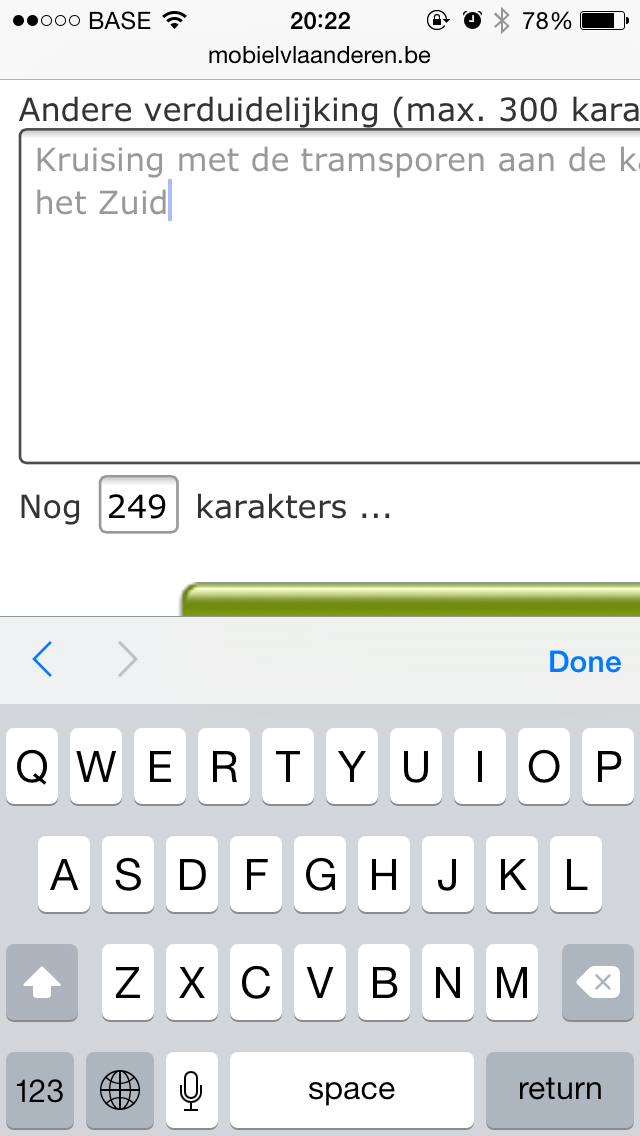 BASE 20:22 78%
mobielvlaanderen.be
Andere verduidelijking (max. 300 kara
Kruising met de tramsporen aan de ka
het Zuid
Nog 249 karakters ...
Done
Q W E R T Y U I O P
A S D F G H J K L
Z X C V B N M
123 space return